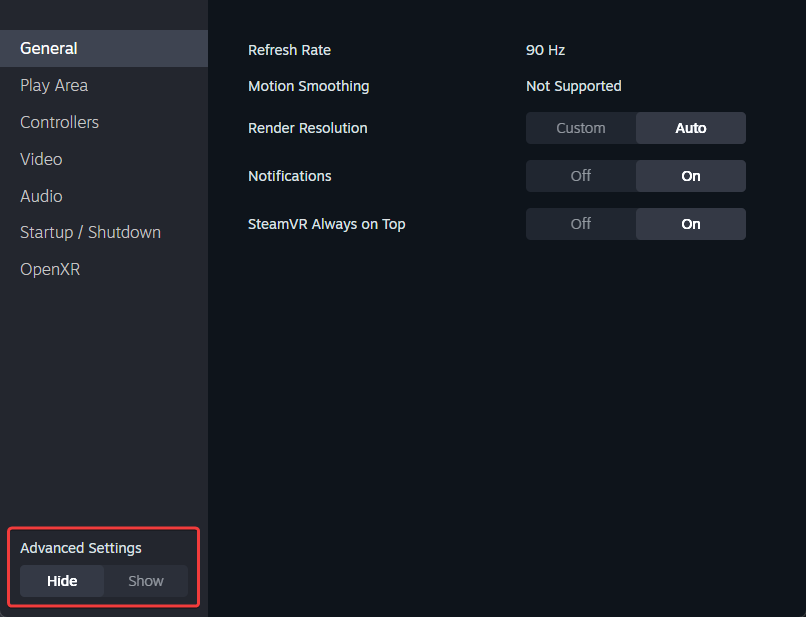 General
Play Area
Controllers
Video
Audio
Startup / Shutdown
OpenXR
Advanced Settings
Hide Show
Refresh Rate 90 Hz
Motion Smoothing Not Supported
Render Resolution Custom Auto
Notifications Off On
SteamVR Always on Top Off On